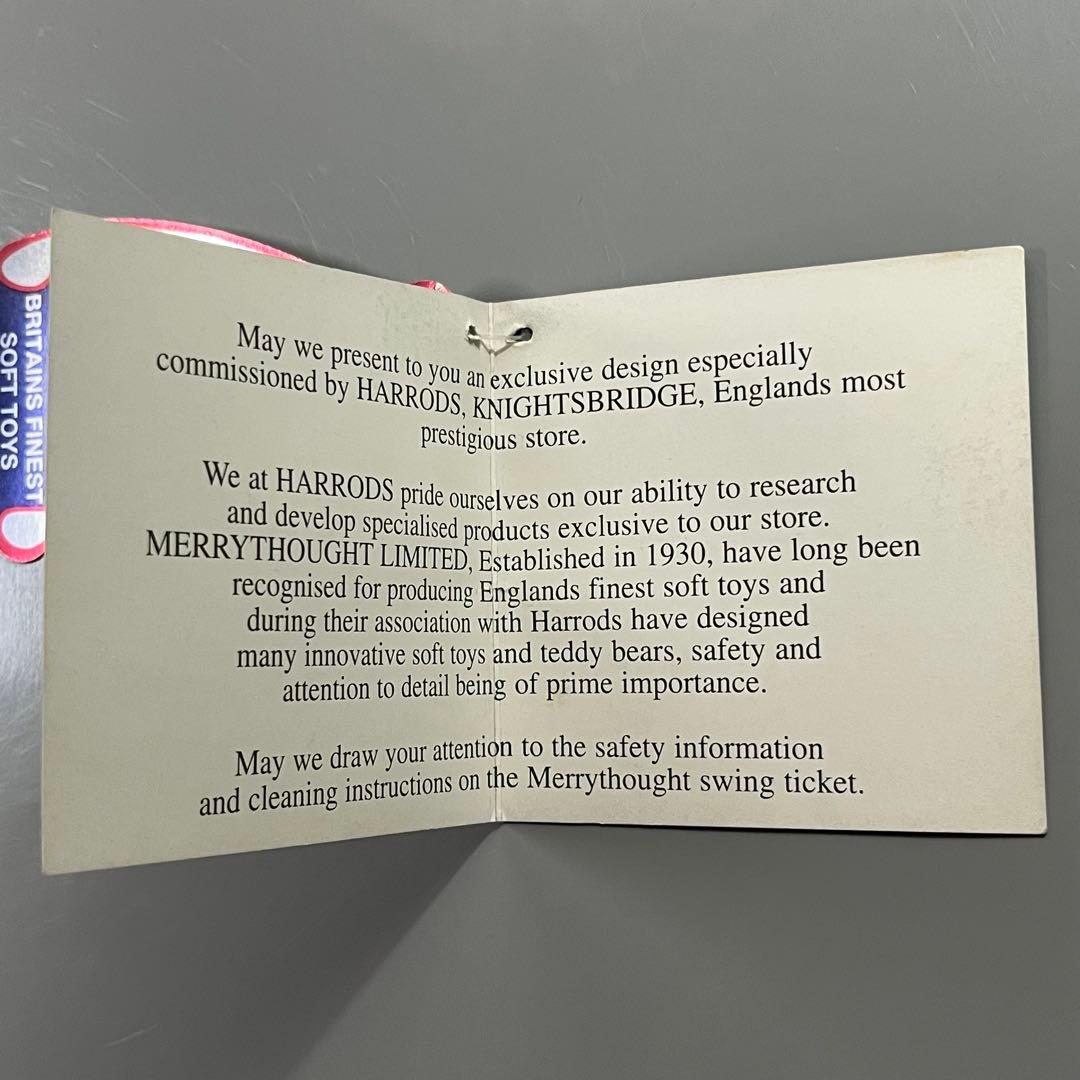 BRITAINS FINEST
SOFT TOYS
May we present to you an exclusive design especially
commissioned by HARRODS, KNIGHTSBRIDGE, Englands most
prestigious store.
We at HARRODS pride ourselves on our ability to research
and develop specialised products exclusive to our store.
MERRYTHOUGHT LIMITED, Established in 1930, have long been
recognised for producing Englands finest soft toys and
during their association with Harrods have designed
many innovative soft toys and teddy bears, safety and
attention to detail being of prime importance.
May we draw your attention to the safety information
and cleaning instructions on the Merrythought swing ticket.